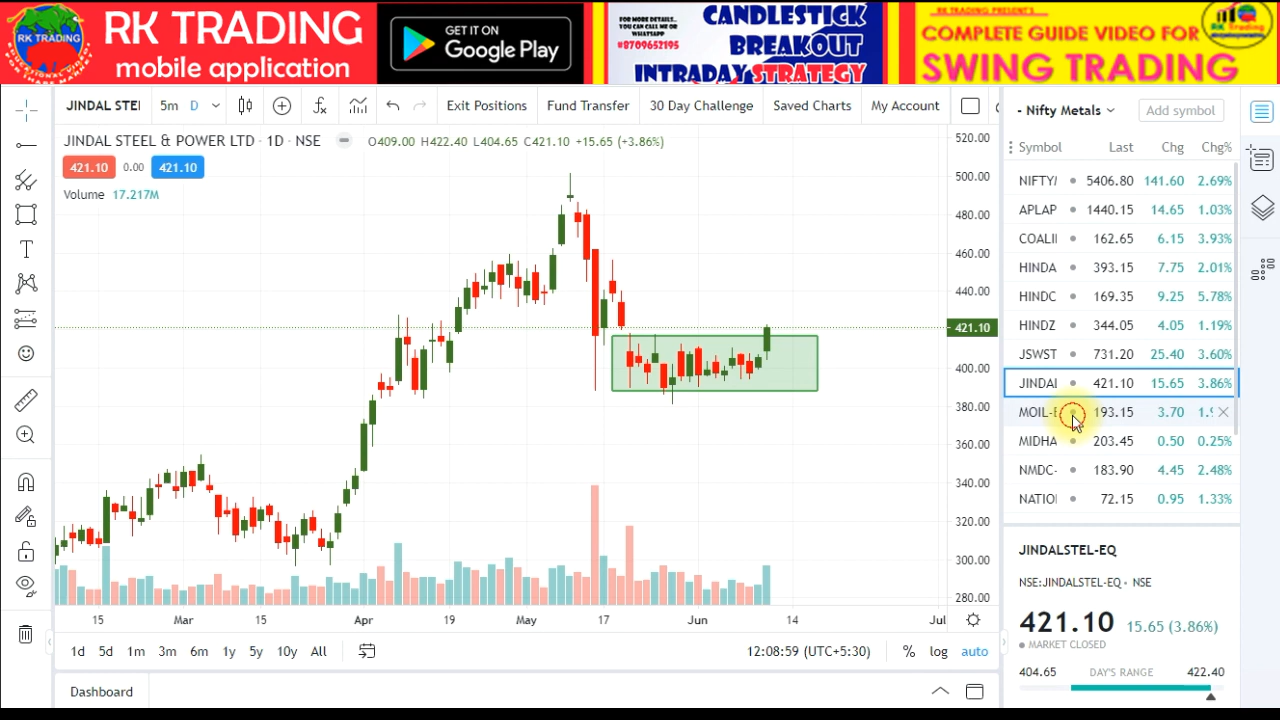 RK TRADING
mobile application
GET IT ON
Google Play
FOR MORE DETAILS..
YOU CAN CALL ME OR
WHATSAPP
#8709652195
CANDLESTICK
BREAKOUT
INTRADAY STRATEGY
RK TRADING PRESENT'S
COMPLETE GUIDE VIDEO FOR
SWING TRADING
JINDAL STEI 5m D Exit Positions Fund Transfer 30 Day Challenge Saved Charts My Account
JINDAL STEEL & POWER LTD · 1D · NSE O409.00 H422.40 L404.65 C421.10 +15.65 (+3.86%)
421.10 0.00 421.10
Volume 17.217M
520.00
500.00
480.00
460.00
440.00
421.10
400.00
380.00
360.00
340.00
320.00
300.00
280.00
15 Mar 15 Apr 19 May 17 Jun 14 Jul
1d 5d 1m 3m 6m 1y 5y 10y All 12:08:59 (UTC+5:30) % log auto
Dashboard
- Nifty Metals Add symbol
Symbol Last Chg Chg%
NIFTY 5406.80 141.60 2.69%
APLAP 1440.15 14.65 1.03%
COALI 162.65 6.15 3.93%
HINDA 393.15 7.75 2.01%
HINDC 169.35 9.25 5.78%
HINDZ 344.05 4.05 1.19%
JSWST 731.20 25.40 3.60%
JINDAI 421.10 15.65 3.86%
MOIL-E 193.15 3.70
MIDHA 203.45 0.50 0.25%
NMDC- 183.90 4.45 2.48%
NATIO 72.15 0.95 1.33%
JINDALSTEL-EQ
NSE:JINDALSTEL-EQ • NSE
421.10 15.65 (3.86%)
MARKET CLOSED
404.65 DAY'S RANGE 422.40